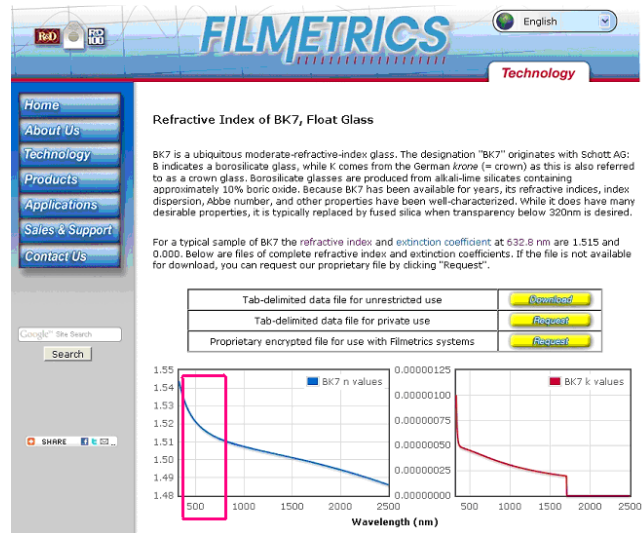 R&D
R&D
100
FILMETRICS
English
Technology
Home
About Us
Technology
Products
Applications
Sales & Support
Contact Us
Google™ Site Search
Search
SHARE
Refractive Index of BK7, Float Glass
BK7 is a ubiquitous moderate-refractive-index glass. The designation "BK7" originates with Schott AG:
B indicates a borosilicate glass, while K comes from the German krone (= crown) as this is also referred
to as a crown glass. Borosilicate glasses are produced from alkali-lime silicates containing
approximately 10% boric oxide. Because BK7 has been available for years, its refractive indices, index
dispersion, Abbe number, and other properties have been well-characterized. While it does have many
desirable properties, it is typically replaced by fused silica when transparency below 320nm is desired.
For a typical sample of BK7 the refractive index and extinction coefficient at 632.8 nm are 1.515 and
0.000. Below are files of complete refractive index and extinction coefficients. If the file is not available
for download, you can request our proprietary file by clicking "Request".
Tab-delimited data file for unrestricted use Download
Tab-delimited data file for private use Request
Proprietary encrypted file for use with Filmetrics systems Request
1.55
1.54
1.53
1.52
1.51
1.50
1.49
1.48
BK7 n values
500 1000 1500 2000 2500
0.00000125
0.00000100
0.00000075
0.00000050
0.00000025
0.00000000
BK7 k values
500 1000 1500 2000 2500
Wavelength (nm)